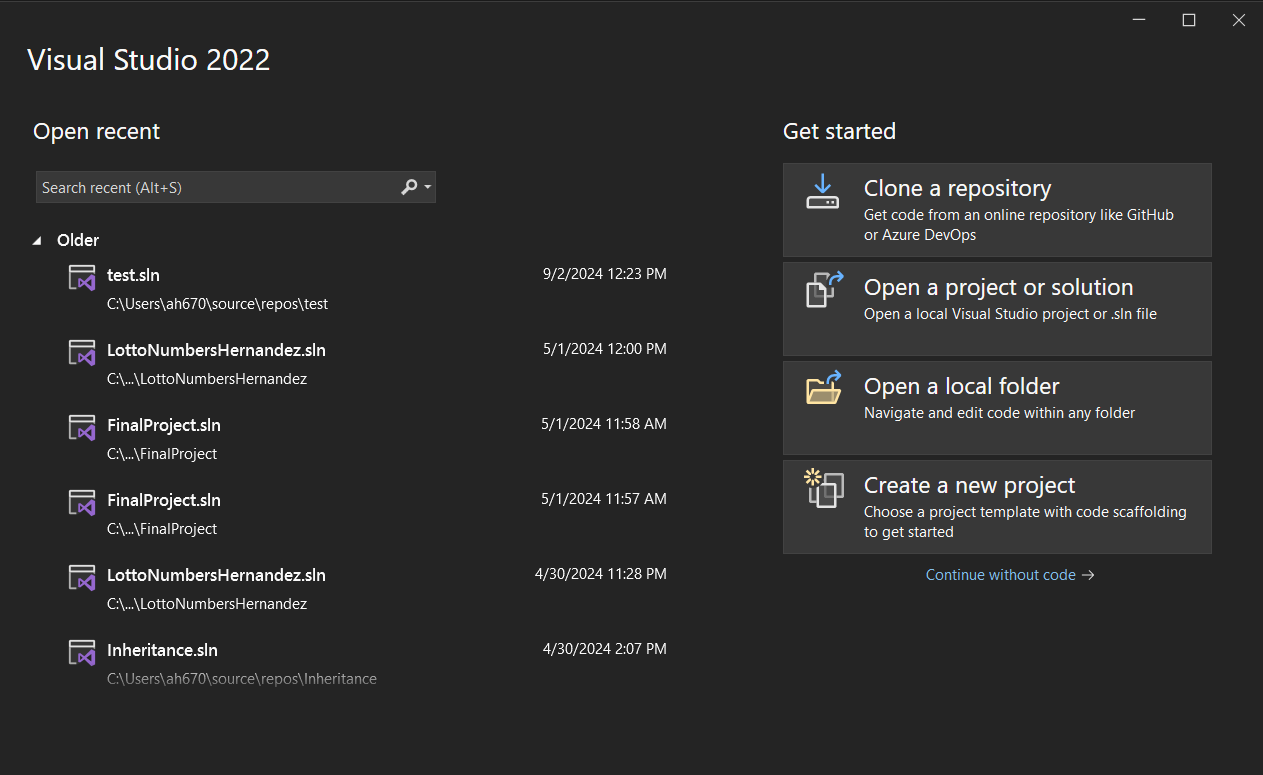 Visual Studio 2022
Open recent
Search recent (Alt+S)
Older
test.sln
9/2/2024 12:23 PM
C:\Users\ah670\source\repos\test
LottoNumbersHernandez.sln
5/1/2024 12:00 PM
C:\...\LottoNumbersHernandez
FinalProject.sln
5/1/2024 11:58 AM
C:\...\FinalProject
FinalProject.sln
5/1/2024 11:57 AM
C:\...\FinalProject
LottoNumbersHernandez.sln
4/30/2024 11:28 PM
C:\...\LottoNumbersHernandez
Inheritance.sln
4/30/2024 2:07 PM
C:\Users\ah670\source\repos\Inheritance
Get started
Clone a repository
Get code from an online repository like GitHub
or Azure DevOps
Open a project or solution
Open a local Visual Studio project or .sln file
Open a local folder
Navigate and edit code within any folder
Create a new project
Choose a project template with code scaffolding
to get started
Continue without code →